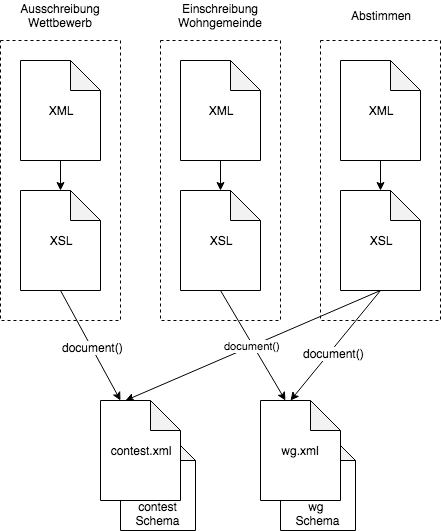 Ausschreibung
Wettbewerb
Einschreibung
Wohngemeinde
Abstimmen
XML
XML
XML
XSL
XSL
XSL
document()
document()
document()
contest.xml
wg.xml
contest
Schema
wg
Schema